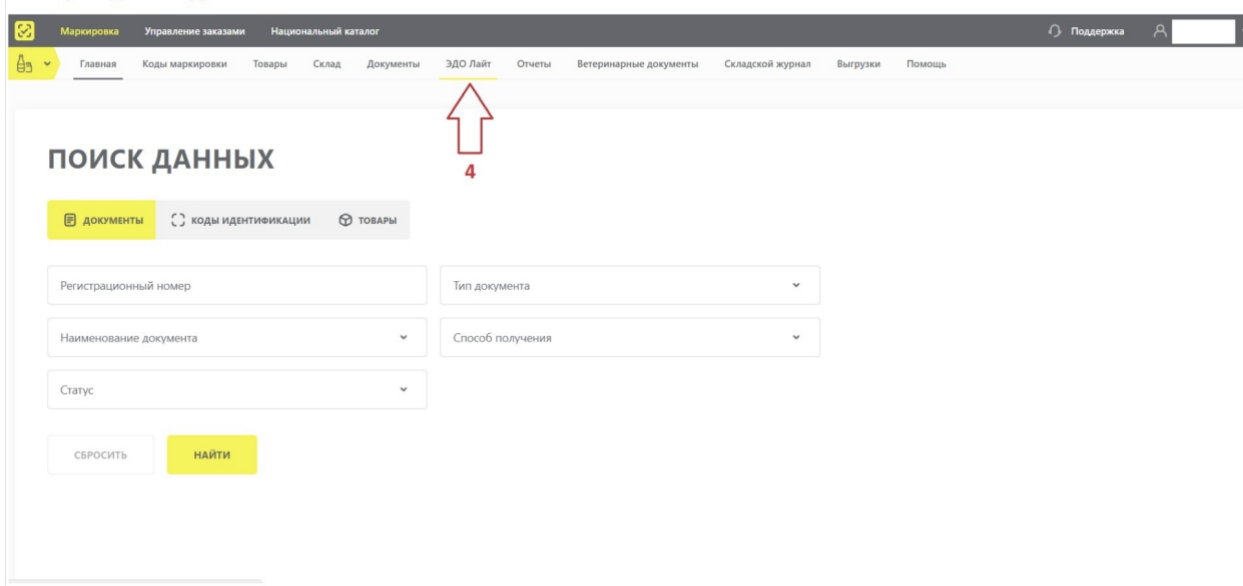 Маркировка Управление заказами Национальный каталог Поддержка
Главная Коды маркировки Товары Склад Документы ЭДО Лайт Отчеты Ветеринарные документы Складской журнал Выгрузки Помощь
4
ПОИСК ДАННЫХ
ДОКУМЕНТЫ КОДЫ ИДЕНТИФИКАЦИИ ТОВАРЫ
Регистрационный номер Тип документа
Наименование документа Способ получения
Статус
СБРОСИТЬ НАЙТИ